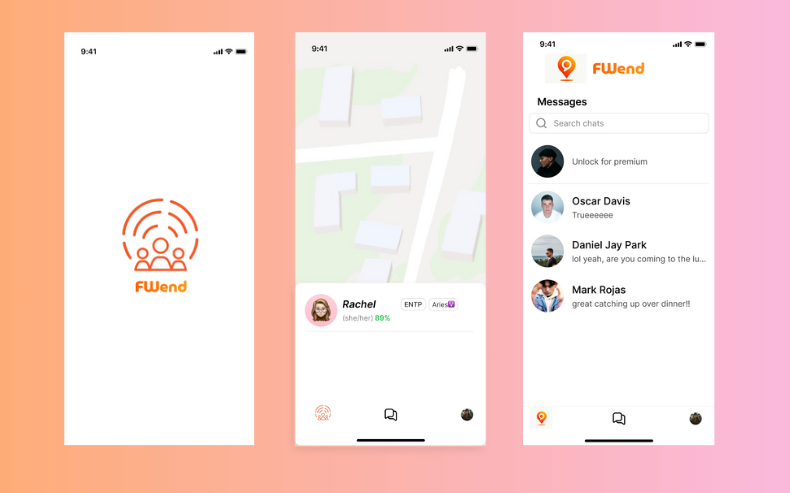 9:41
FWend
9:41
Rachel
ENTP
Aries♈
(she/her) 89%
9:41
FWend
Messages
Search chats
Unlock for premium
Oscar Davis
Trueeeeee
Daniel Jay Park
lol yeah, are you coming to the lu...
Mark Rojas
great catching up over dinner!!